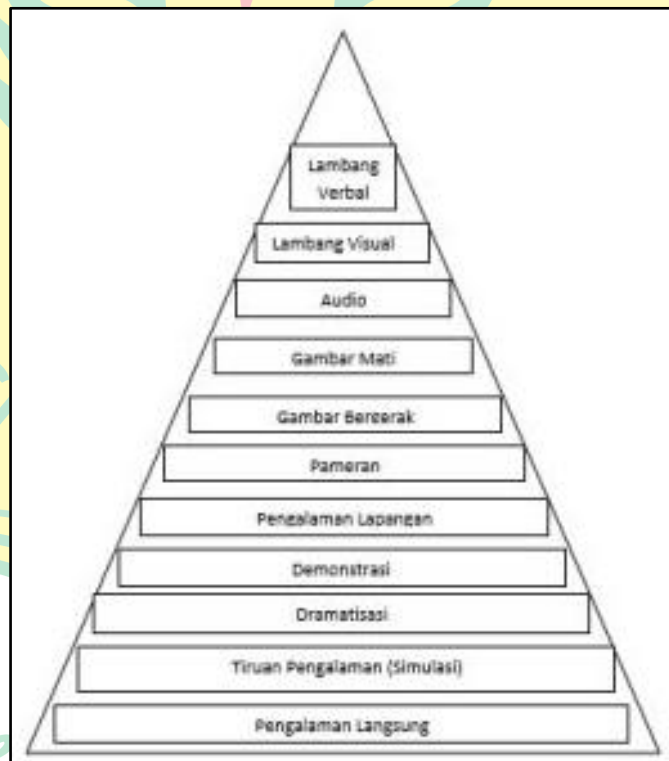 Lambang
Verbal
Lambang Visual
Audio
Gambar Mati
Gambar Bergerak
Pameran
Pengalaman Lapangan
Demonstrasi
Dramatisasi
Tiruan Pengalaman (Simulasi)
Pengalaman Langsung